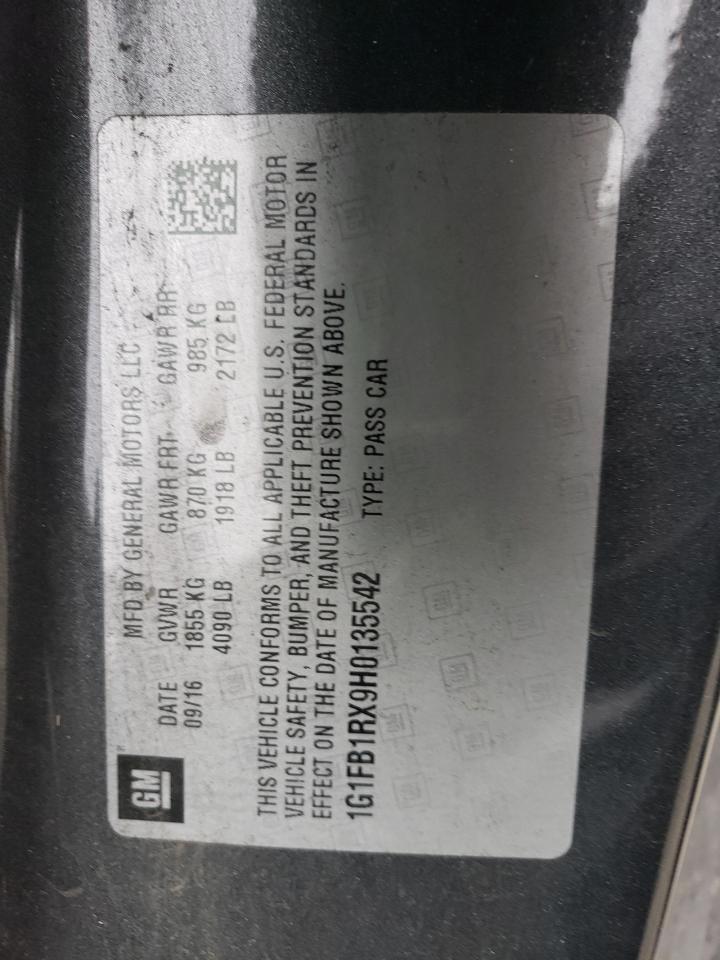 GM
MFD BY GENERAL MOTORS LLC
DATE GVWR GAWR FRT GAWR RR
09/16 1855 KG 870 KG 985 KG
4090 LB 1918 LB 2172 LB
THIS VEHICLE CONFORMS TO ALL APPLICABLE U.S. FEDERAL MOTOR
VEHICLE SAFETY, BUMPER, AND THEFT PREVENTION STANDARDS IN
EFFECT ON THE DATE OF MANUFACTURE SHOWN ABOVE.
1G1FB1RX9H0135542 TYPE: PASS CAR